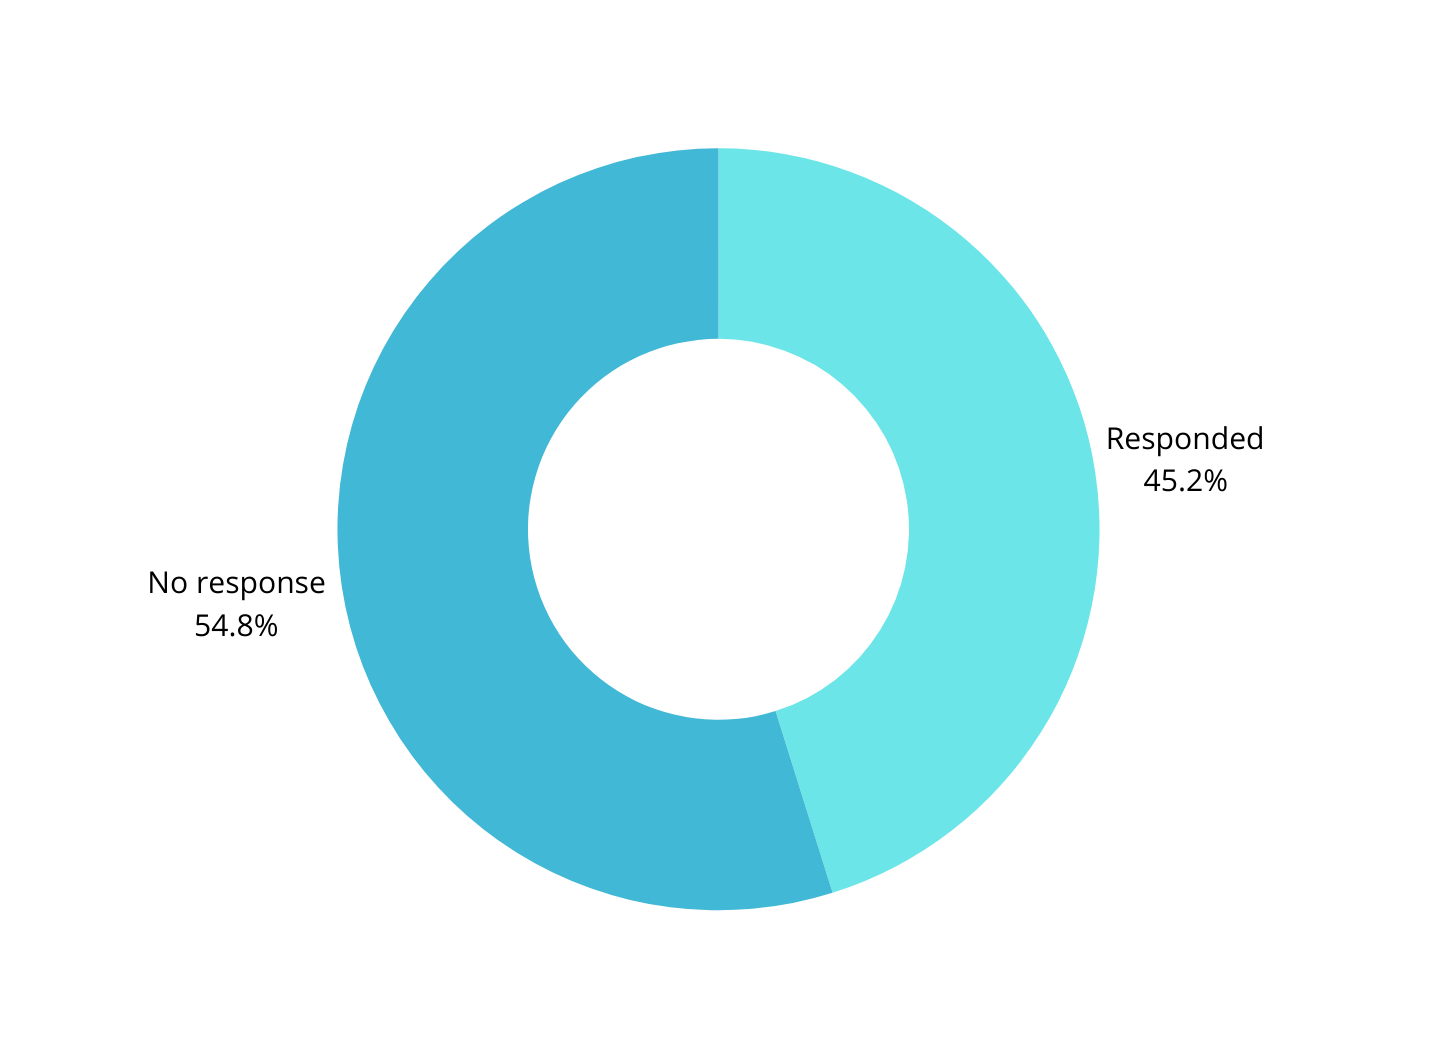 Responded
45.2%
No response
54.8%